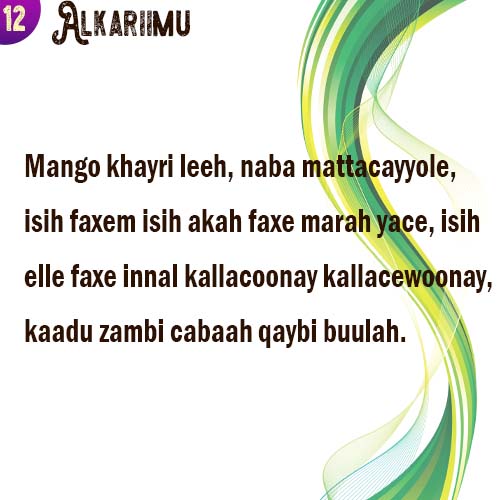 12
ALKARIIMU
Mango khayri leeh, naba mattacayyole,
isih faxem isih akah faxe marah yace, isih
elle faxe innal kallacoonay kallacewoonay,
kaadu zambi cabaah qaybi buulah.